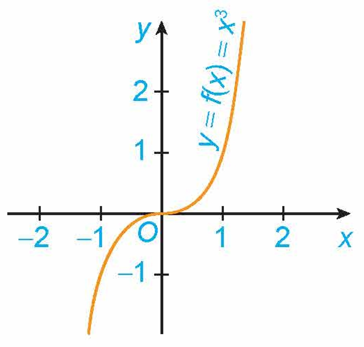 y
y = f(x) = x³
2
1
-2 -1 O 1 2 x
-1